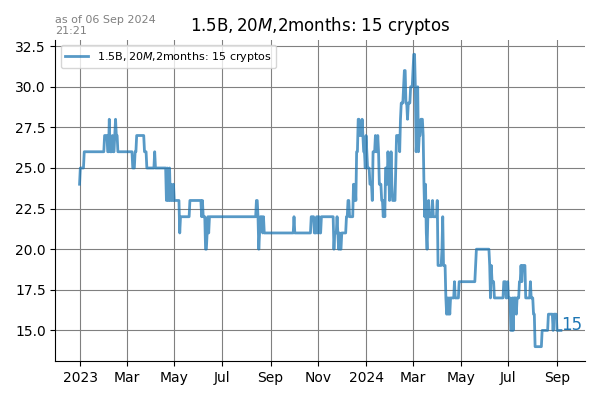 as of 06 Sep 2024
21:21
1.5B, 20M,2months: 15 cryptos
1.5B, 20M,2months: 15 cryptos
32.5
30.0
27.5
25.0
22.5
20.0
17.5
15.0
15
2023 Mar May Jul Sep Nov 2024 Mar May Jul Sep